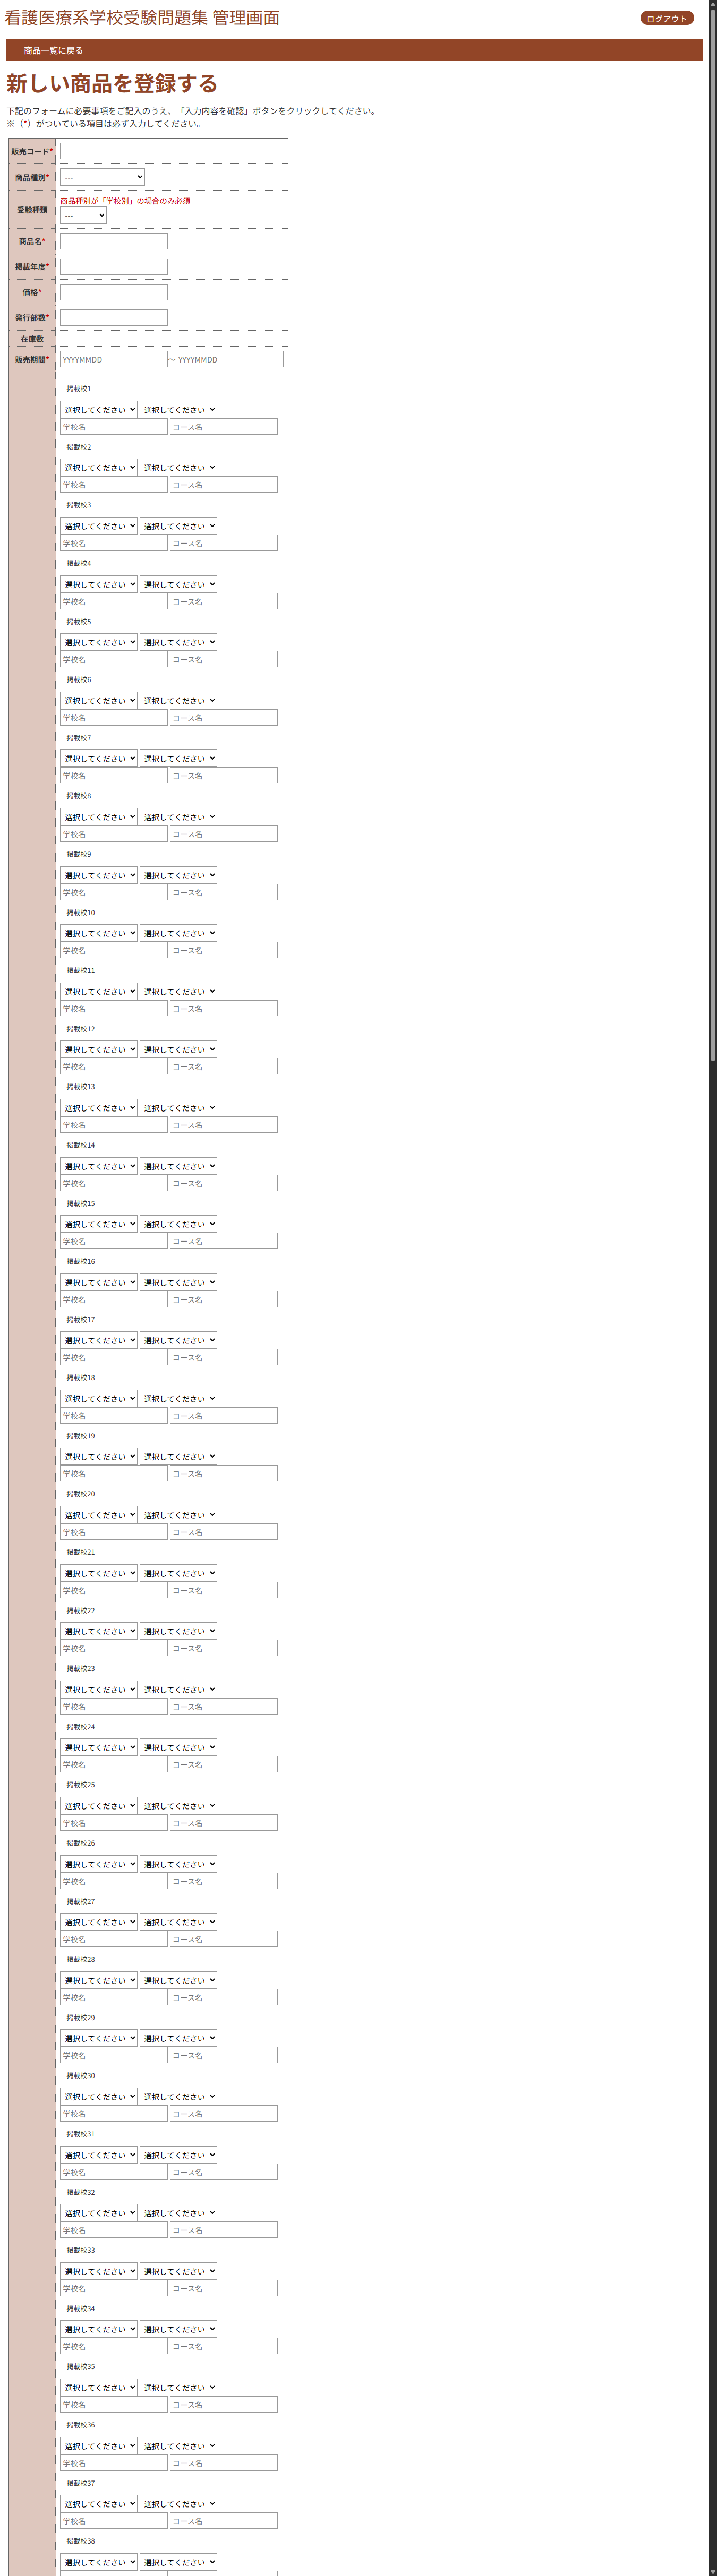 看護医療系学校受験問題集 管理画面
ログアウト
商品一覧に戻る
新しい商品を登録する
下記のフォームに必要事項をご記入のうえ、「入力内容を確認」ボタンをクリックしてください。
※（*）がついている項目は必ず入力してください。
販売コード*
商品種別*
---
商品種別が「学校別」の場合のみ必須
受験種類
---
商品名*
掲載年度*
価格*
発行部数*
在庫数
販売期間*
YYYYMMDD ～ YYYYMMDD
掲載校1
選択してください 選択してください
学校名 コース名
掲載校2
選択してください 選択してください
学校名 コース名
掲載校3
選択してください 選択してください
学校名 コース名
掲載校4
選択してください 選択してください
学校名 コース名
掲載校5
選択してください 選択してください
学校名 コース名
掲載校6
選択してください 選択してください
学校名 コース名
掲載校7
選択してください 選択してください
学校名 コース名
掲載校8
選択してください 選択してください
学校名 コース名
掲載校9
選択してください 選択してください
学校名 コース名
掲載校10
選択してください 選択してください
学校名 コース名
掲載校11
選択してください 選択してください
学校名 コース名
掲載校12
選択してください 選択してください
学校名 コース名
掲載校13
選択してください 選択してください
学校名 コース名
掲載校14
選択してください 選択してください
学校名 コース名
掲載校15
選択してください 選択してください
学校名 コース名
掲載校16
選択してください 選択してください
学校名 コース名
掲載校17
選択してください 選択してください
学校名 コース名
掲載校18
選択してください 選択してください
学校名 コース名
掲載校19
選択してください 選択してください
学校名 コース名
掲載校20
選択してください 選択してください
学校名 コース名
掲載校21
選択してください 選択してください
学校名 コース名
掲載校22
選択してください 選択してください
学校名 コース名
掲載校23
選択してください 選択してください
学校名 コース名
掲載校24
選択してください 選択してください
学校名 コース名
掲載校25
選択してください 選択してください
学校名 コース名
掲載校26
選択してください 選択してください
学校名 コース名
掲載校27
選択してください 選択してください
学校名 コース名
掲載校28
選択してください 選択してください
学校名 コース名
掲載校29
選択してください 選択してください
学校名 コース名
掲載校30
選択してください 選択してください
学校名 コース名
掲載校31
選択してください 選択してください
学校名 コース名
掲載校32
選択してください 選択してください
学校名 コース名
掲載校33
選択してください 選択してください
学校名 コース名
掲載校34
選択してください 選択してください
学校名 コース名
掲載校35
選択してください 選択してください
学校名 コース名
掲載校36
選択してください 選択してください
学校名 コース名
掲載校37
選択してください 選択してください
学校名 コース名
掲載校38
選択してください 選択してください